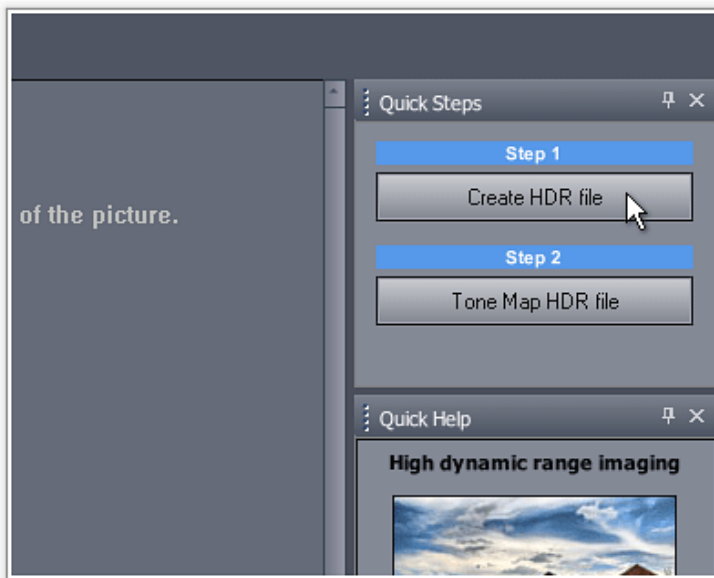 of the picture.
Quick Steps
Step 1
Create HDR file
Step 2
Tone Map HDR file
Quick Help
High dynamic range imaging